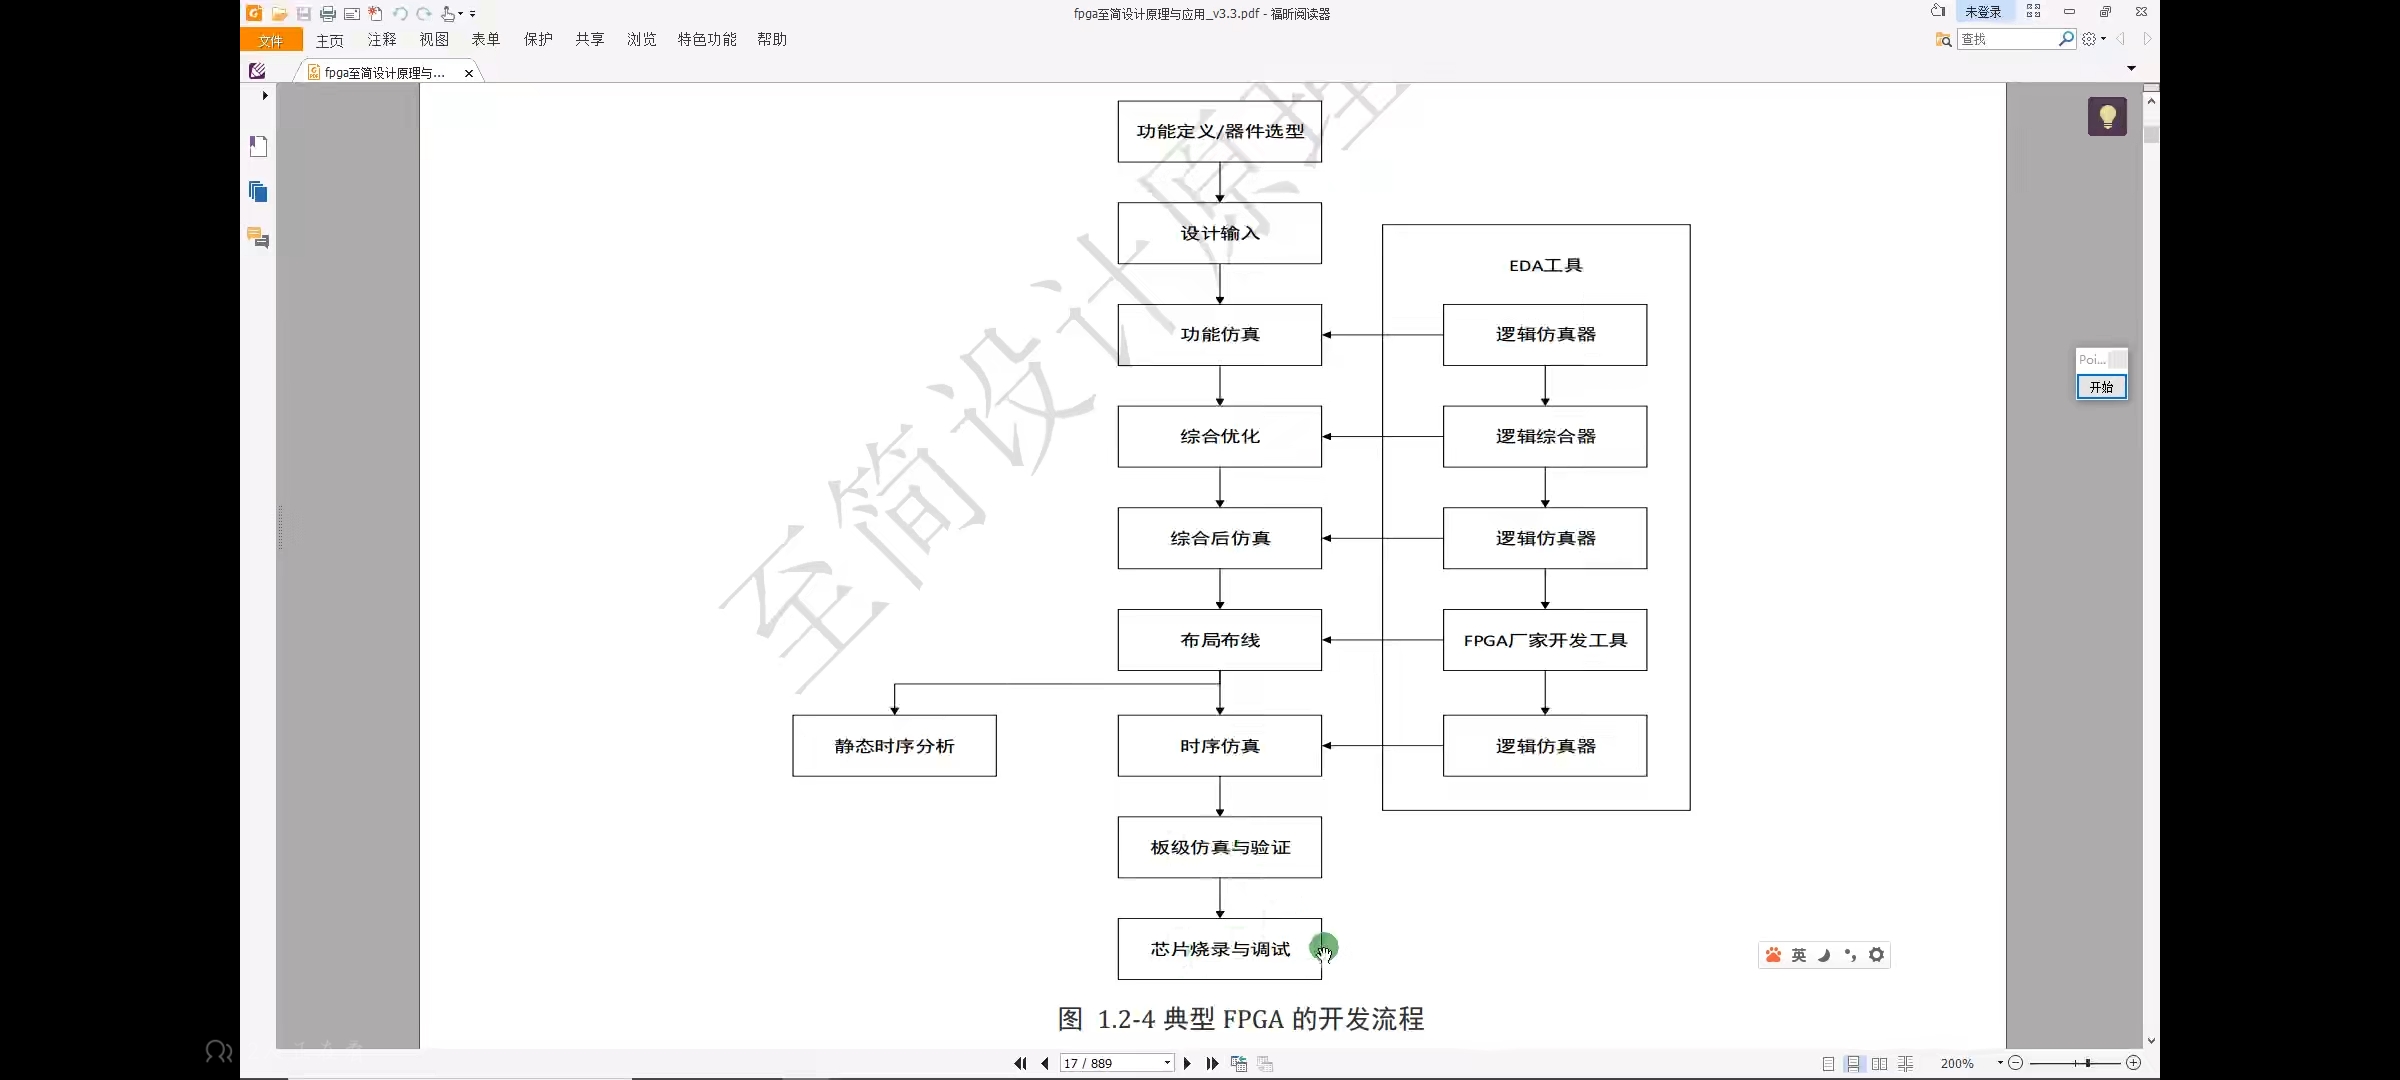 fpga至简设计原理与应用_v3.3.pdf - 福昕阅读器
未登录
文件 主页 注释 视图 表单 保护 共享 浏览 特色功能 帮助
查找
fpga至简设计原理与...
至简设计原理
功能定义/器件选型
设计输入
EDA工具
功能仿真 逻辑仿真器
Poi...
开始
综合优化 逻辑综合器
综合后仿真 逻辑仿真器
布局布线 FPGA厂家开发工具
静态时序分析 时序仿真 逻辑仿真器
板级仿真与验证
芯片烧录与调试
英
图 1.2-4 典型 FPGA 的开发流程
17 / 889
200%